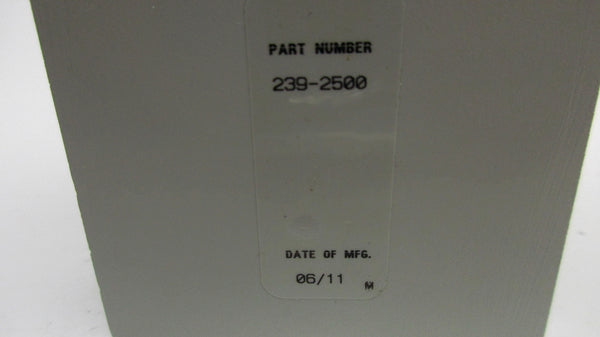 PART NUMBER
239-2500
DATE OF MFG.
06/11 M